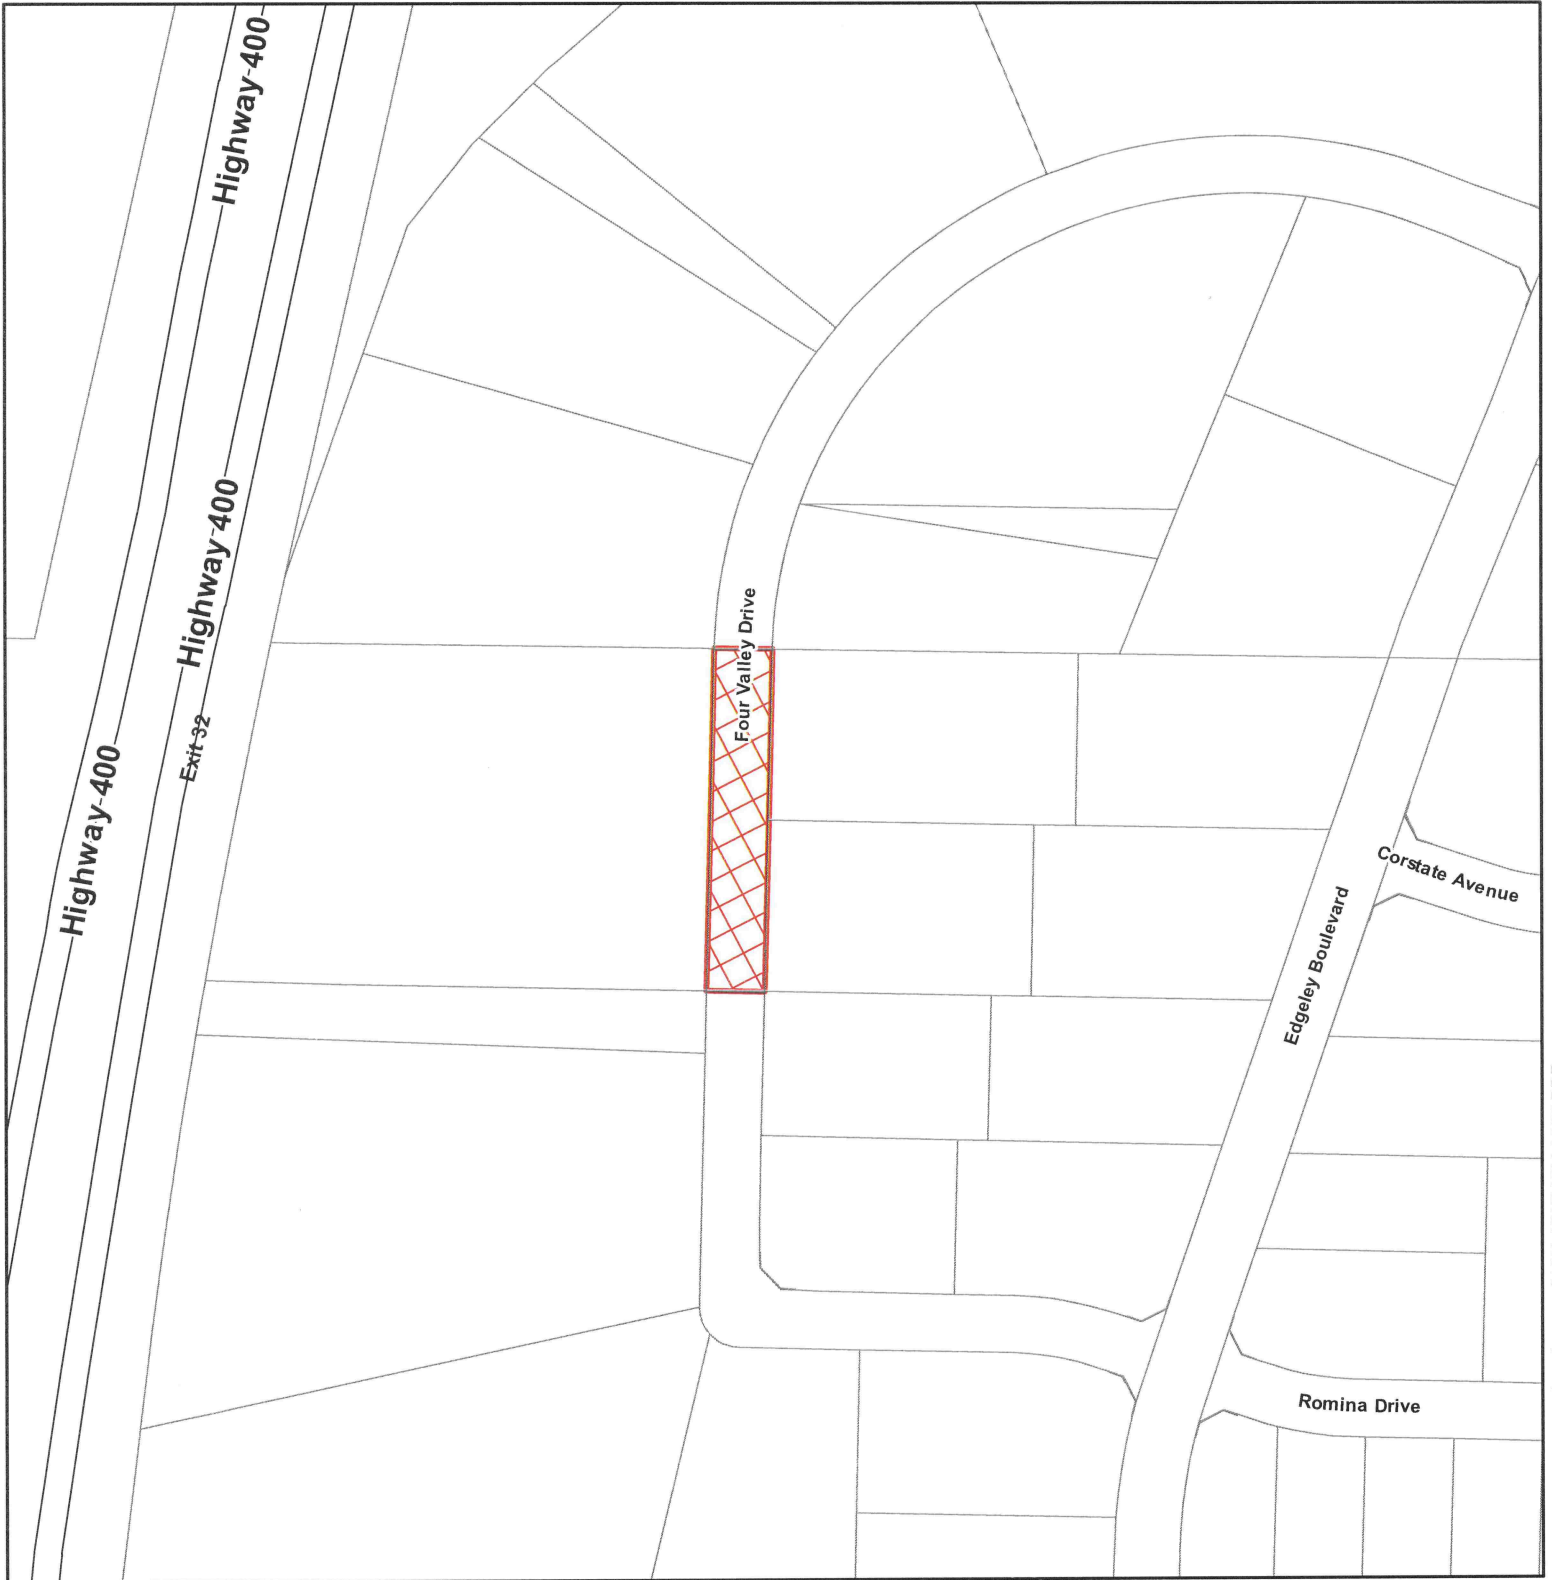 Highway 400
Highway 400
Four Valley Drive
Exit 32
Highway 400
Corstate Avenue
Edgeley Boulevard
Romina Drive